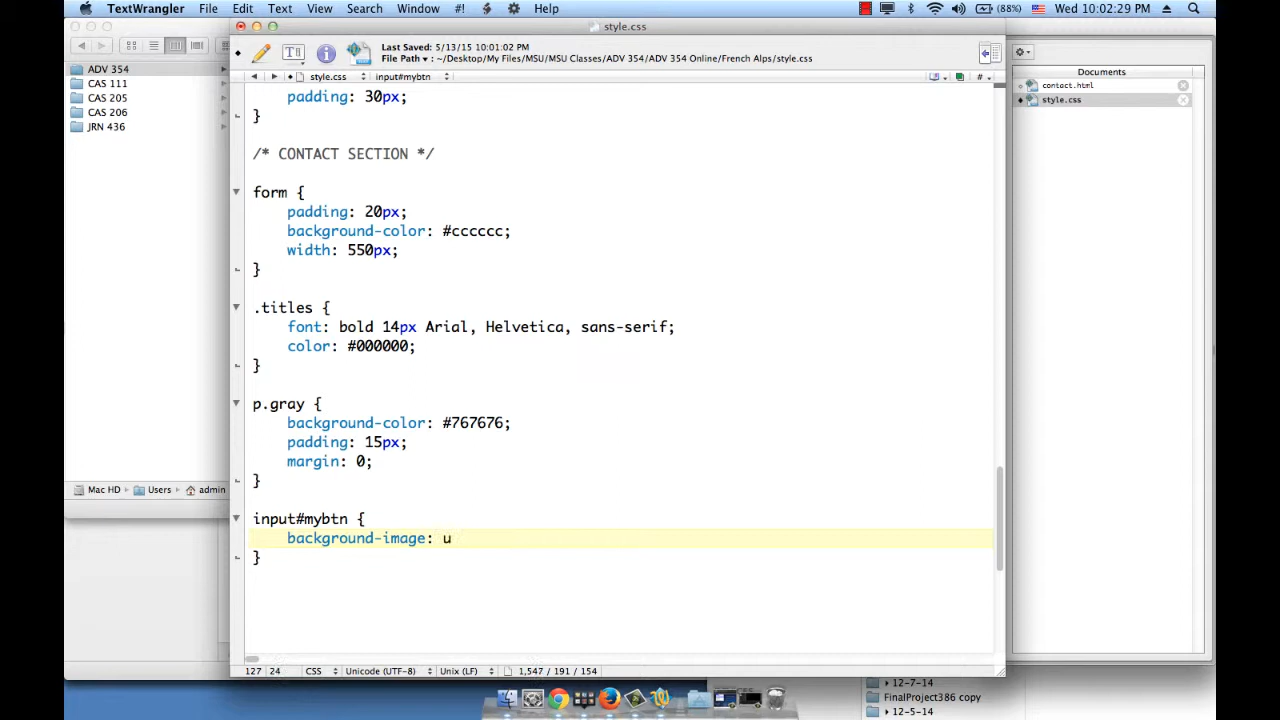 TextWrangler File Edit Text View Search Window #! Help (88%) Wed 10:02:29 PM
style.css
Last Saved: 5/13/15 10:01:02 PM
File Path ▾ : ~/Desktop/My Files/MSU/MSU Classes/ADV 354/ADV 354 Online/French Alps/style.css
style.css input#mybtn
ADV 354
CAS 111
CAS 205
CAS 206
JRN 436
Mac HD ▸ Users ▸ admin
padding: 30px;
}
/* CONTACT SECTION */
form {
padding: 20px;
background-color: #cccccc;
width: 550px;
}
.titles {
font: bold 14px Arial, Helvetica, sans-serif;
color: #000000;
}
p.gray {
background-color: #767676;
padding: 15px;
margin: 0;
}
input#mybtn {
background-image: u
}
127 24 CSS Unicode (UTF-8) Unix (LF) 1,547 / 191 / 154
Documents
contact.html
style.css
12-7-14
FinalProject386 copy
12-5-14